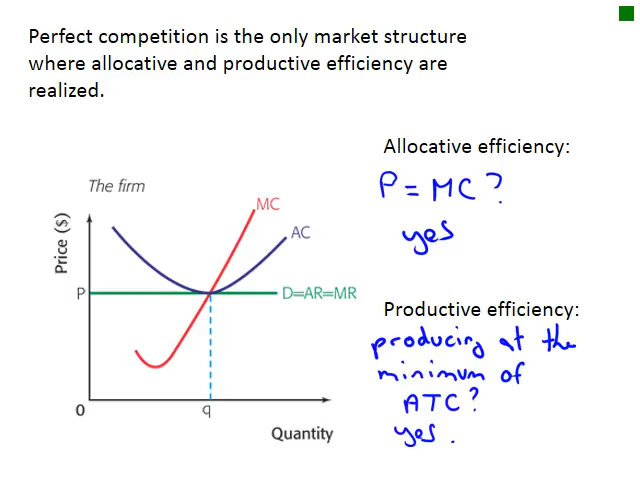 Perfect competition is the only market structure
where allocative and productive efficiency are
realized.
Allocative efficiency:
P = MC?
yes
The firm
MC
AC
Price ($)
P
D=AR=MR
0
q
Quantity
Productive efficiency:
producing at the
minimum of
ATC?
yes.